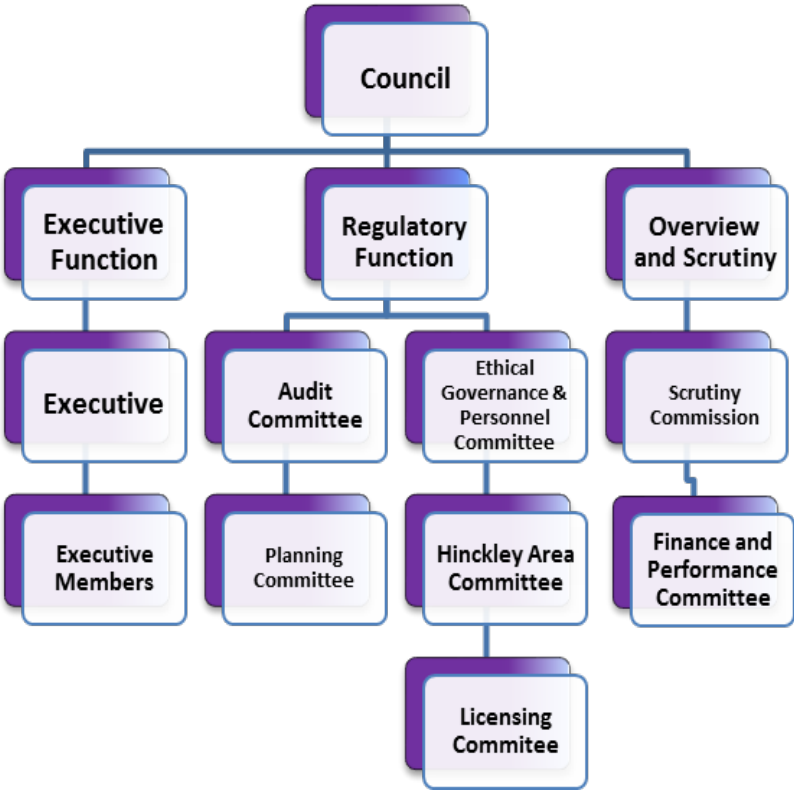 Council
Executive
Function
Regulatory
Function
Overview
and Scrutiny
Executive
Audit
Committee
Ethical
Governance &
Personnel
Committee
Scrutiny
Commission
Executive
Members
Planning
Committee
Hinckley Area
Committee
Finance and
Performance
Committee
Licensing
Commitee